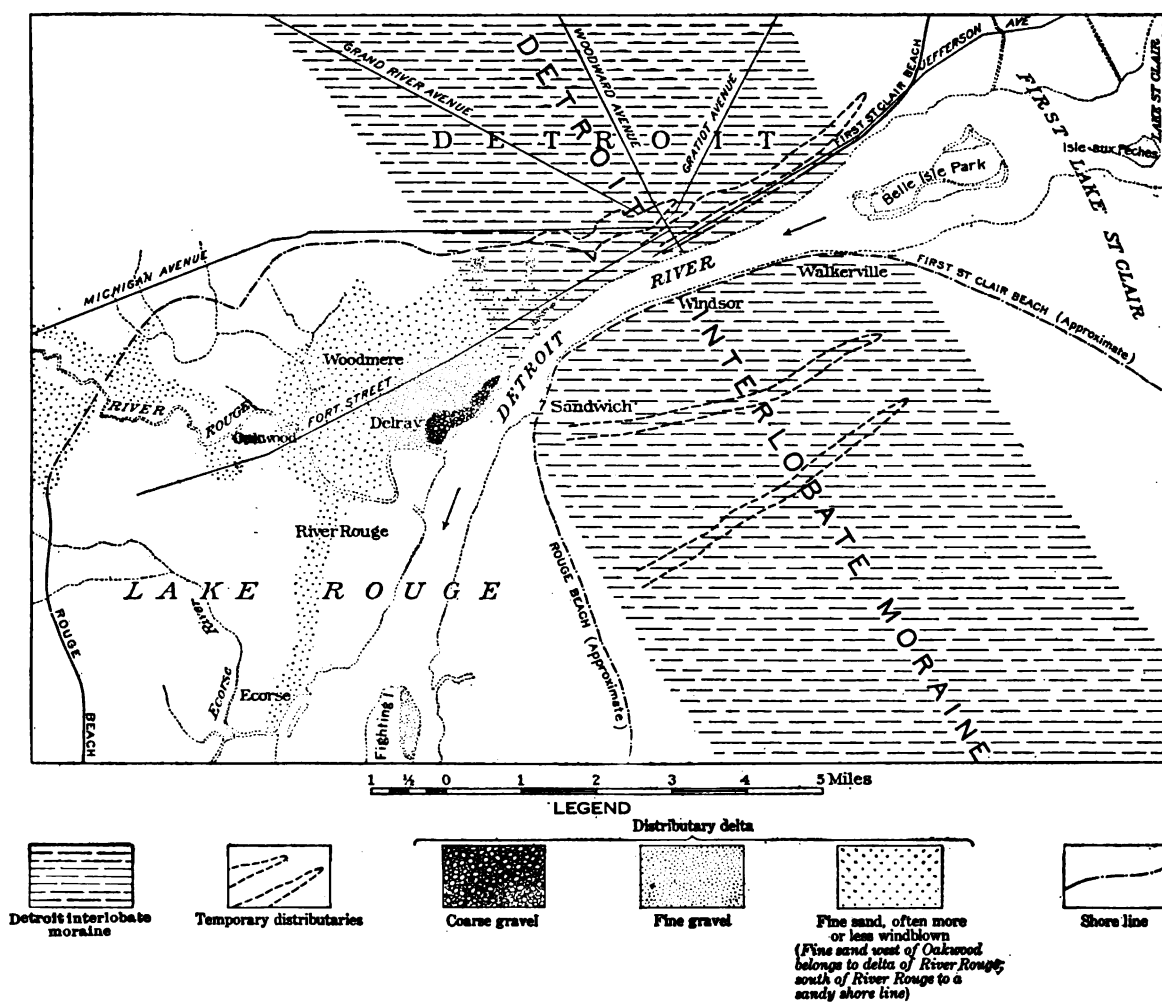 GRAND RIVER AVENUE
WOODWARD AVENUE
GRATIOT AVENUE
DETROIT
DETROIT
INTERLOBATE MORAINE
FIRST ST CLAIR BEACH
JEFFERSON AVE
FIRST LAKE ST CLAIR
LAKE ST CLAIR
Isle aux Peches
Belle Isle Park
MICHIGAN AVENUE
DETROIT RIVER
Walkerville
Windsor
FIRST ST CLAIR BEACH (Approximate)
Woodmere
FORT STREET
RIVER ROUGE
Oakwood
Delray
Sandwich
River Rouge
LAKE ROUGE
ROUGE BEACH
ROUGE BEACH (Approximate)
Ecorse River
Ecorse
Fighting I.
1 ½ 0 1 2 3 4 5 Miles
LEGEND
Distributary delta
Detroit interlobate
moraine
Temporary distributaries
Coarse gravel
Fine gravel
Fine sand, often more
or less windblown
(Fine sand west of Oakwood
belongs to delta of River Rouge;
south of River Rouge to a
sandy shore line)
Shore line